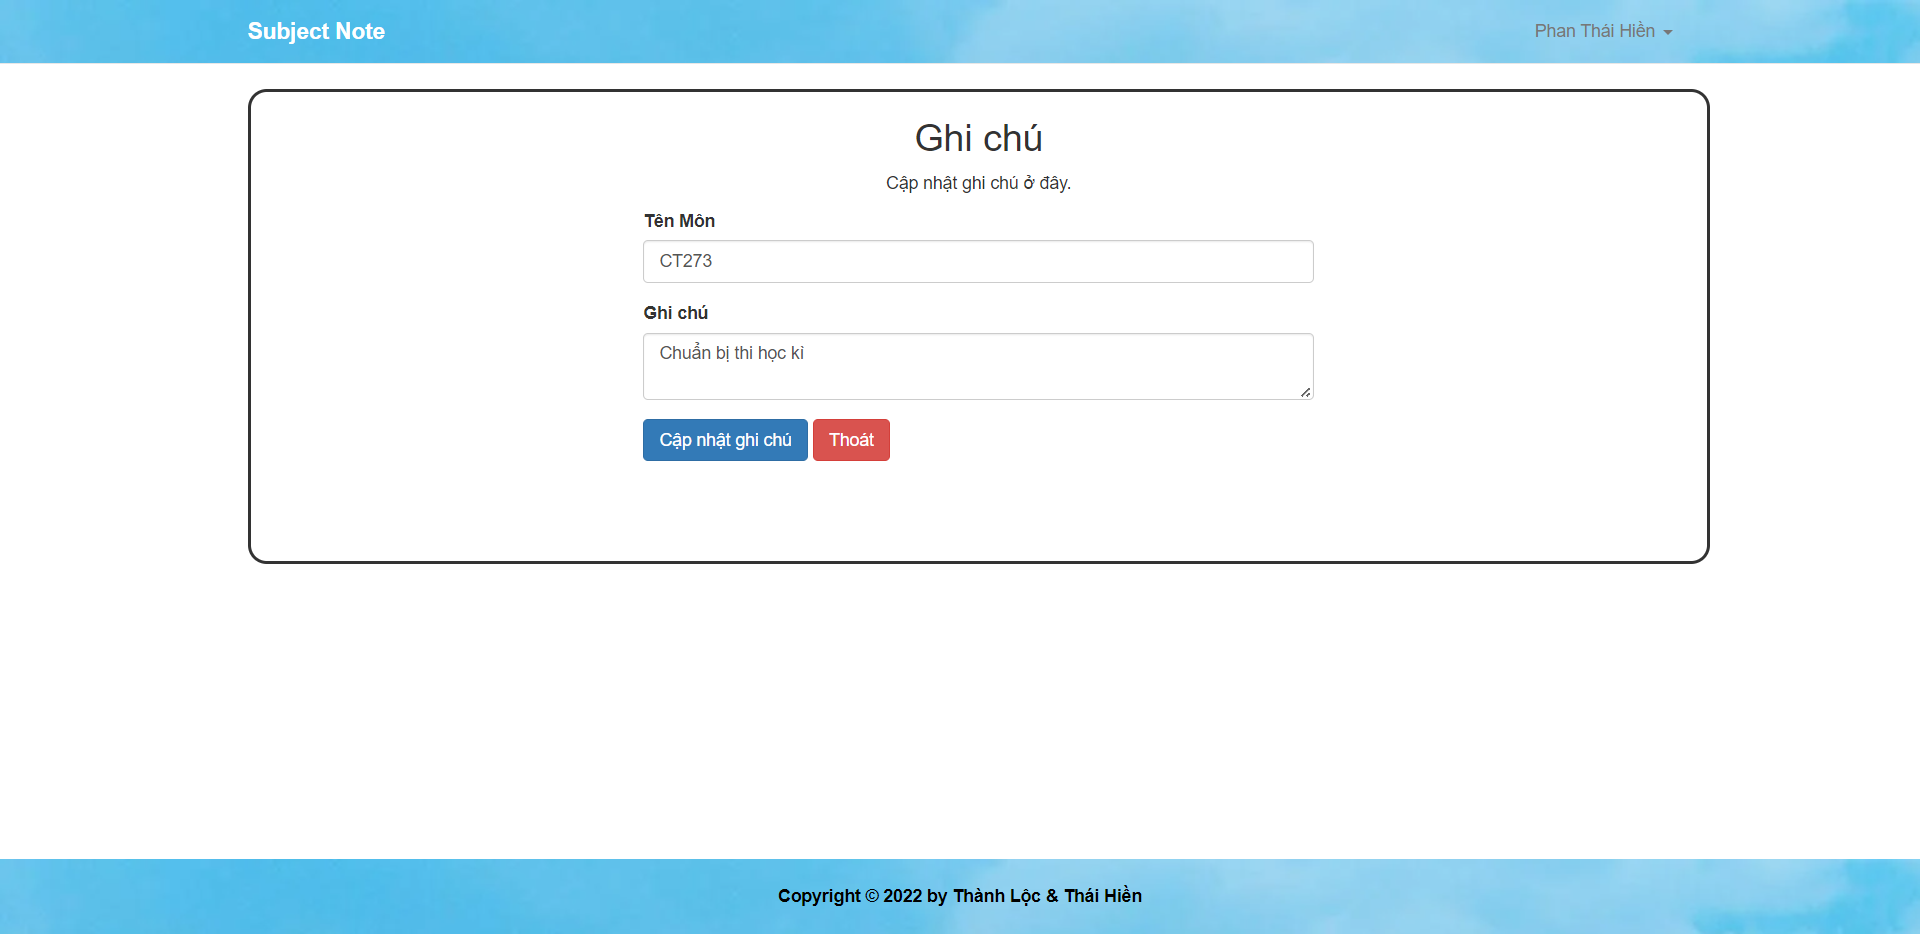 Subject Note
Phan Thái Hiền
Ghi chú
Cập nhật ghi chú ở đây.
Tên Môn
CT273
Ghi chú
Chuẩn bị thi học kì
Cập nhật ghi chú Thoát
Copyright © 2022 by Thành Lộc & Thái Hiền